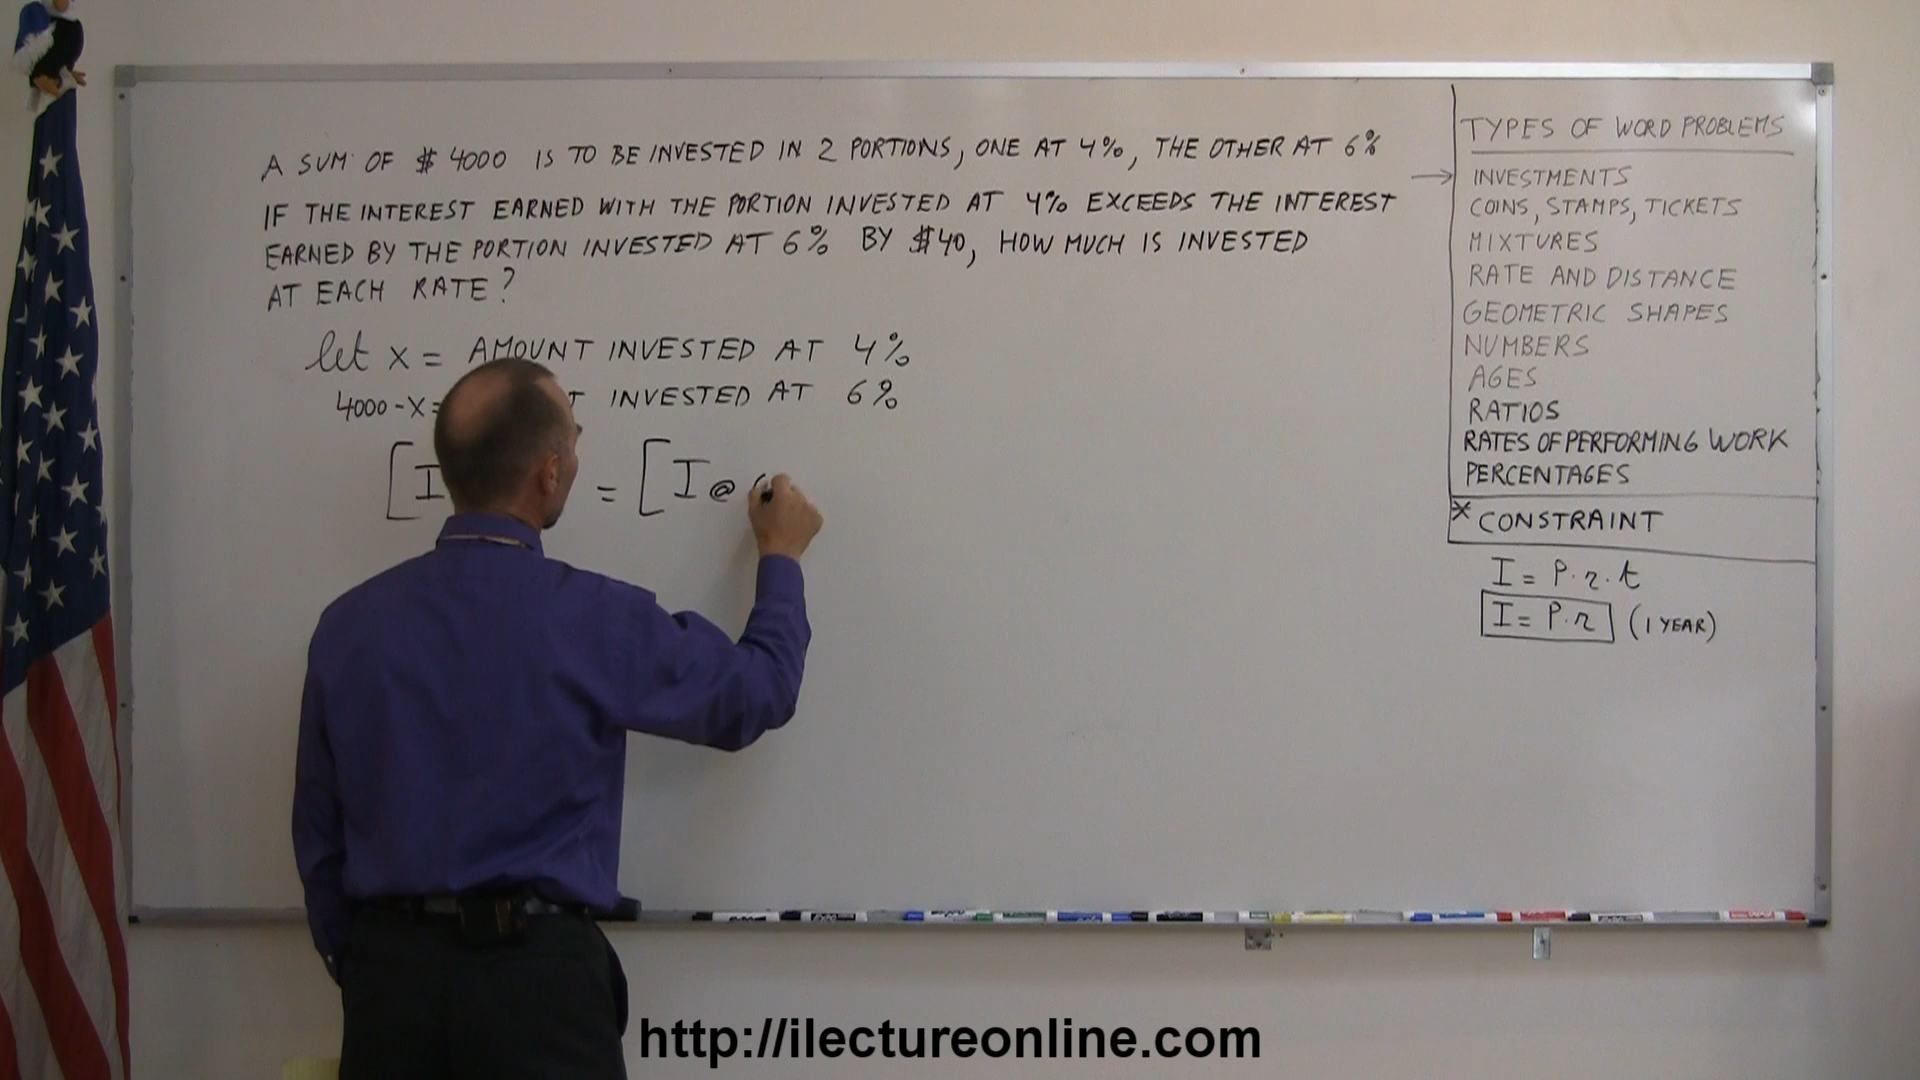 A SUM OF $ 4000 IS TO BE INVESTED IN 2 PORTIONS, ONE AT 4%, THE OTHER AT 6%
IF THE INTEREST EARNED WITH THE PORTION INVESTED AT 4% EXCEEDS THE INTEREST
EARNED BY THE PORTION INVESTED AT 6% BY $40, HOW MUCH IS INVESTED
AT EACH RATE?
let x = AMOUNT INVESTED AT 4%
4000-x= INVESTED AT 6%
[I = [I @
TYPES OF WORD PROBLEMS
→ INVESTMENTS
COINS, STAMPS, TICKETS
MIXTURES
RATE AND DISTANCE
GEOMETRIC SHAPES
NUMBERS
AGES
RATIOS
RATES OF PERFORMING WORK
PERCENTAGES
* CONSTRAINT
I = P·r·t
I = P·r (1 YEAR)
http://ilectureonline.com